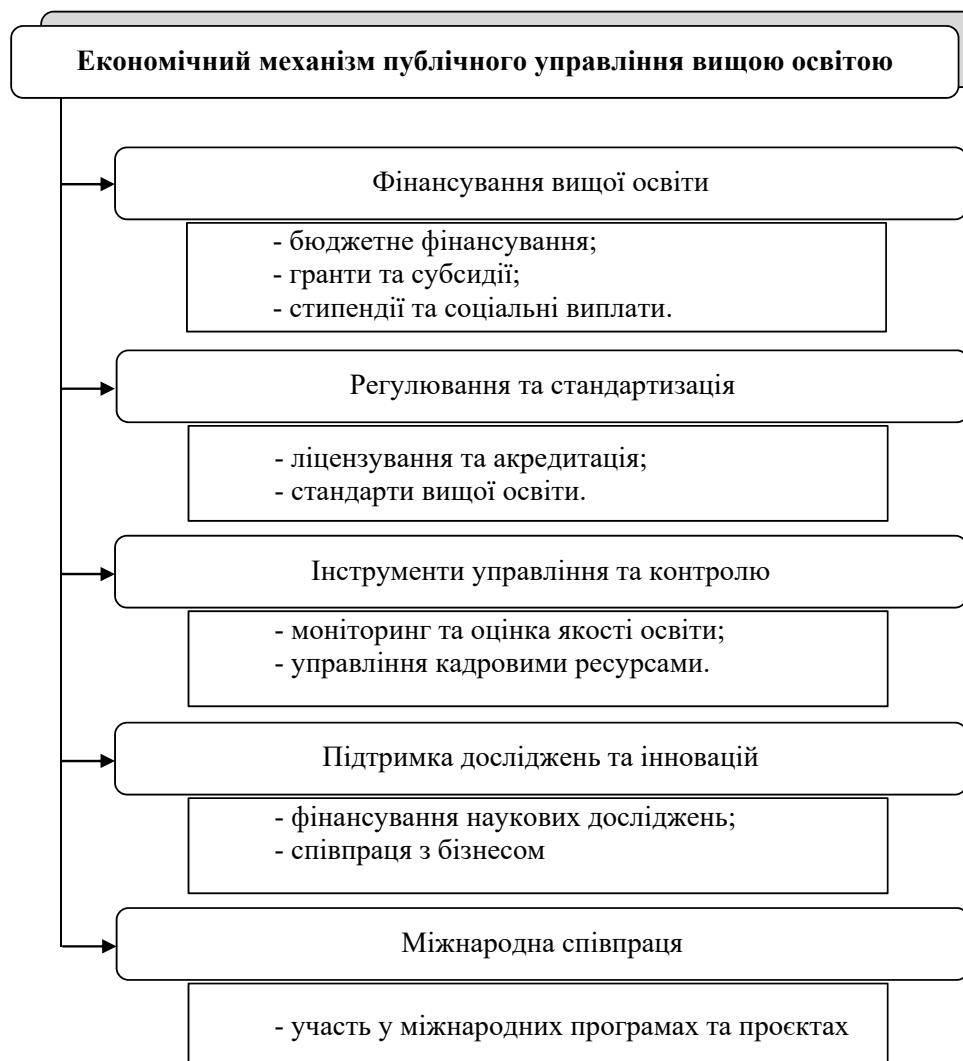 Економічний механізм публічного управління вищою освітою
Фінансування вищої освіти
- бюджетне фінансування;
- гранти та субсидії;
- стипендії та соціальні виплати.
Регулювання та стандартизація
- ліцензування та акредитація;
- стандарти вищої освіти.
Інструменти управління та контролю
- моніторинг та оцінка якості освіти;
- управління кадровими ресурсами.
Підтримка досліджень та інновацій
- фінансування наукових досліджень;
- співпраця з бізнесом
Міжнародна співпраця
- участь у міжнародних програмах та проєктах